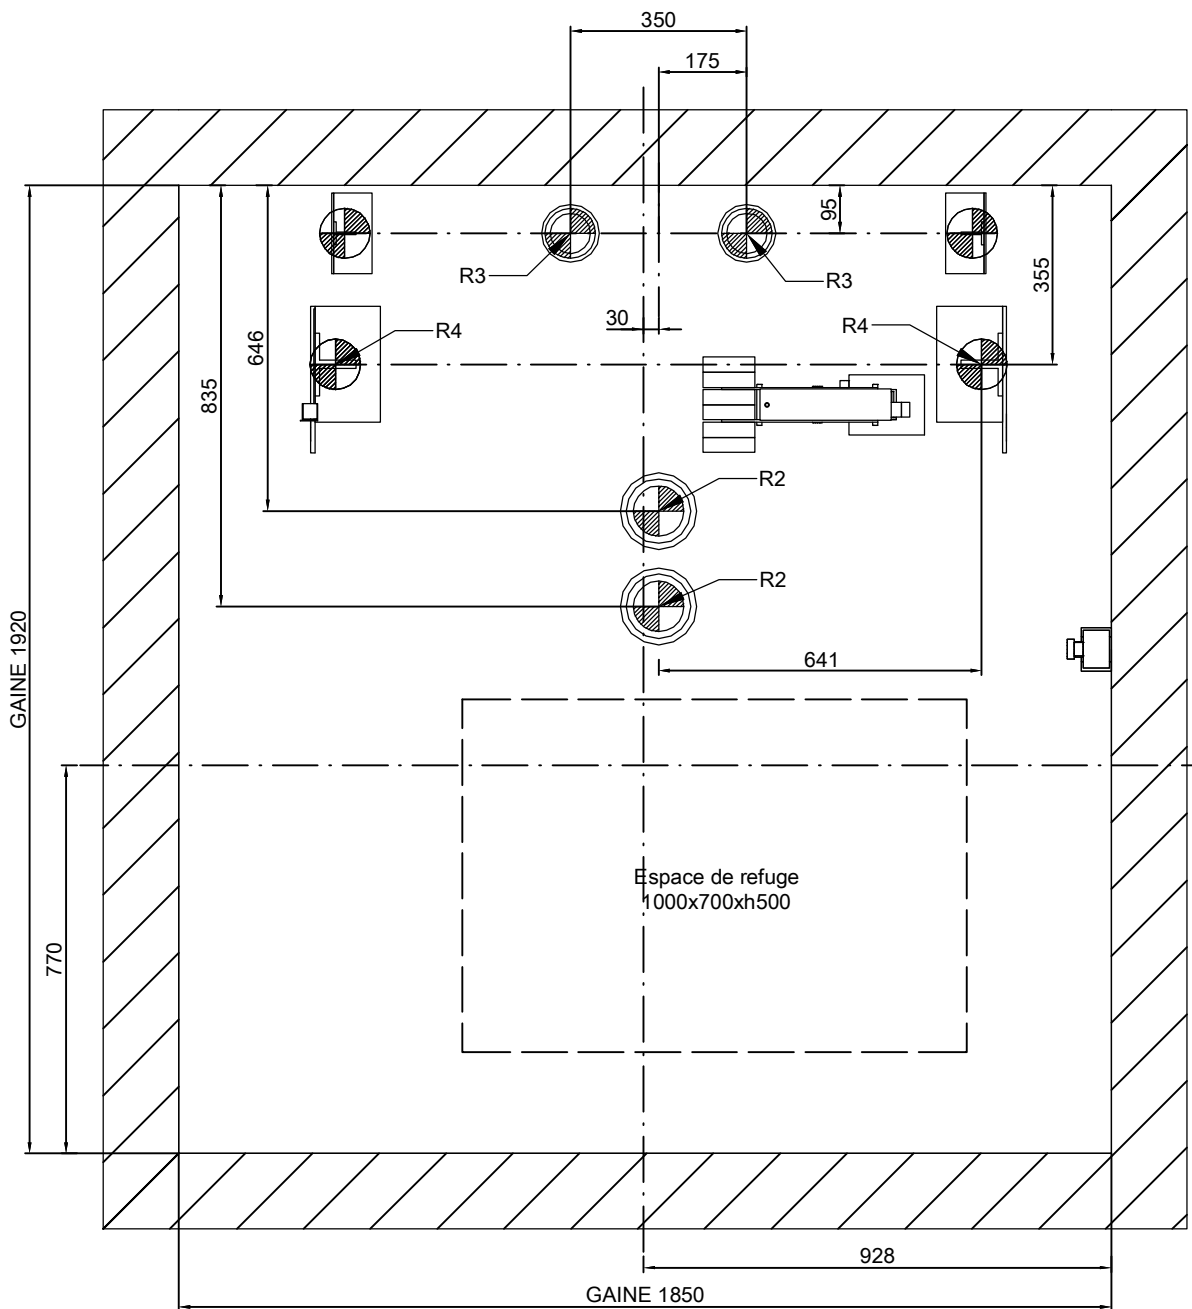 350
175
95
R3
R3
355
30
R4
R4
646
835
R2
R2
641
GAINE 1920
Espace de refuge
1000x700xh500
770
928
GAINE 1850